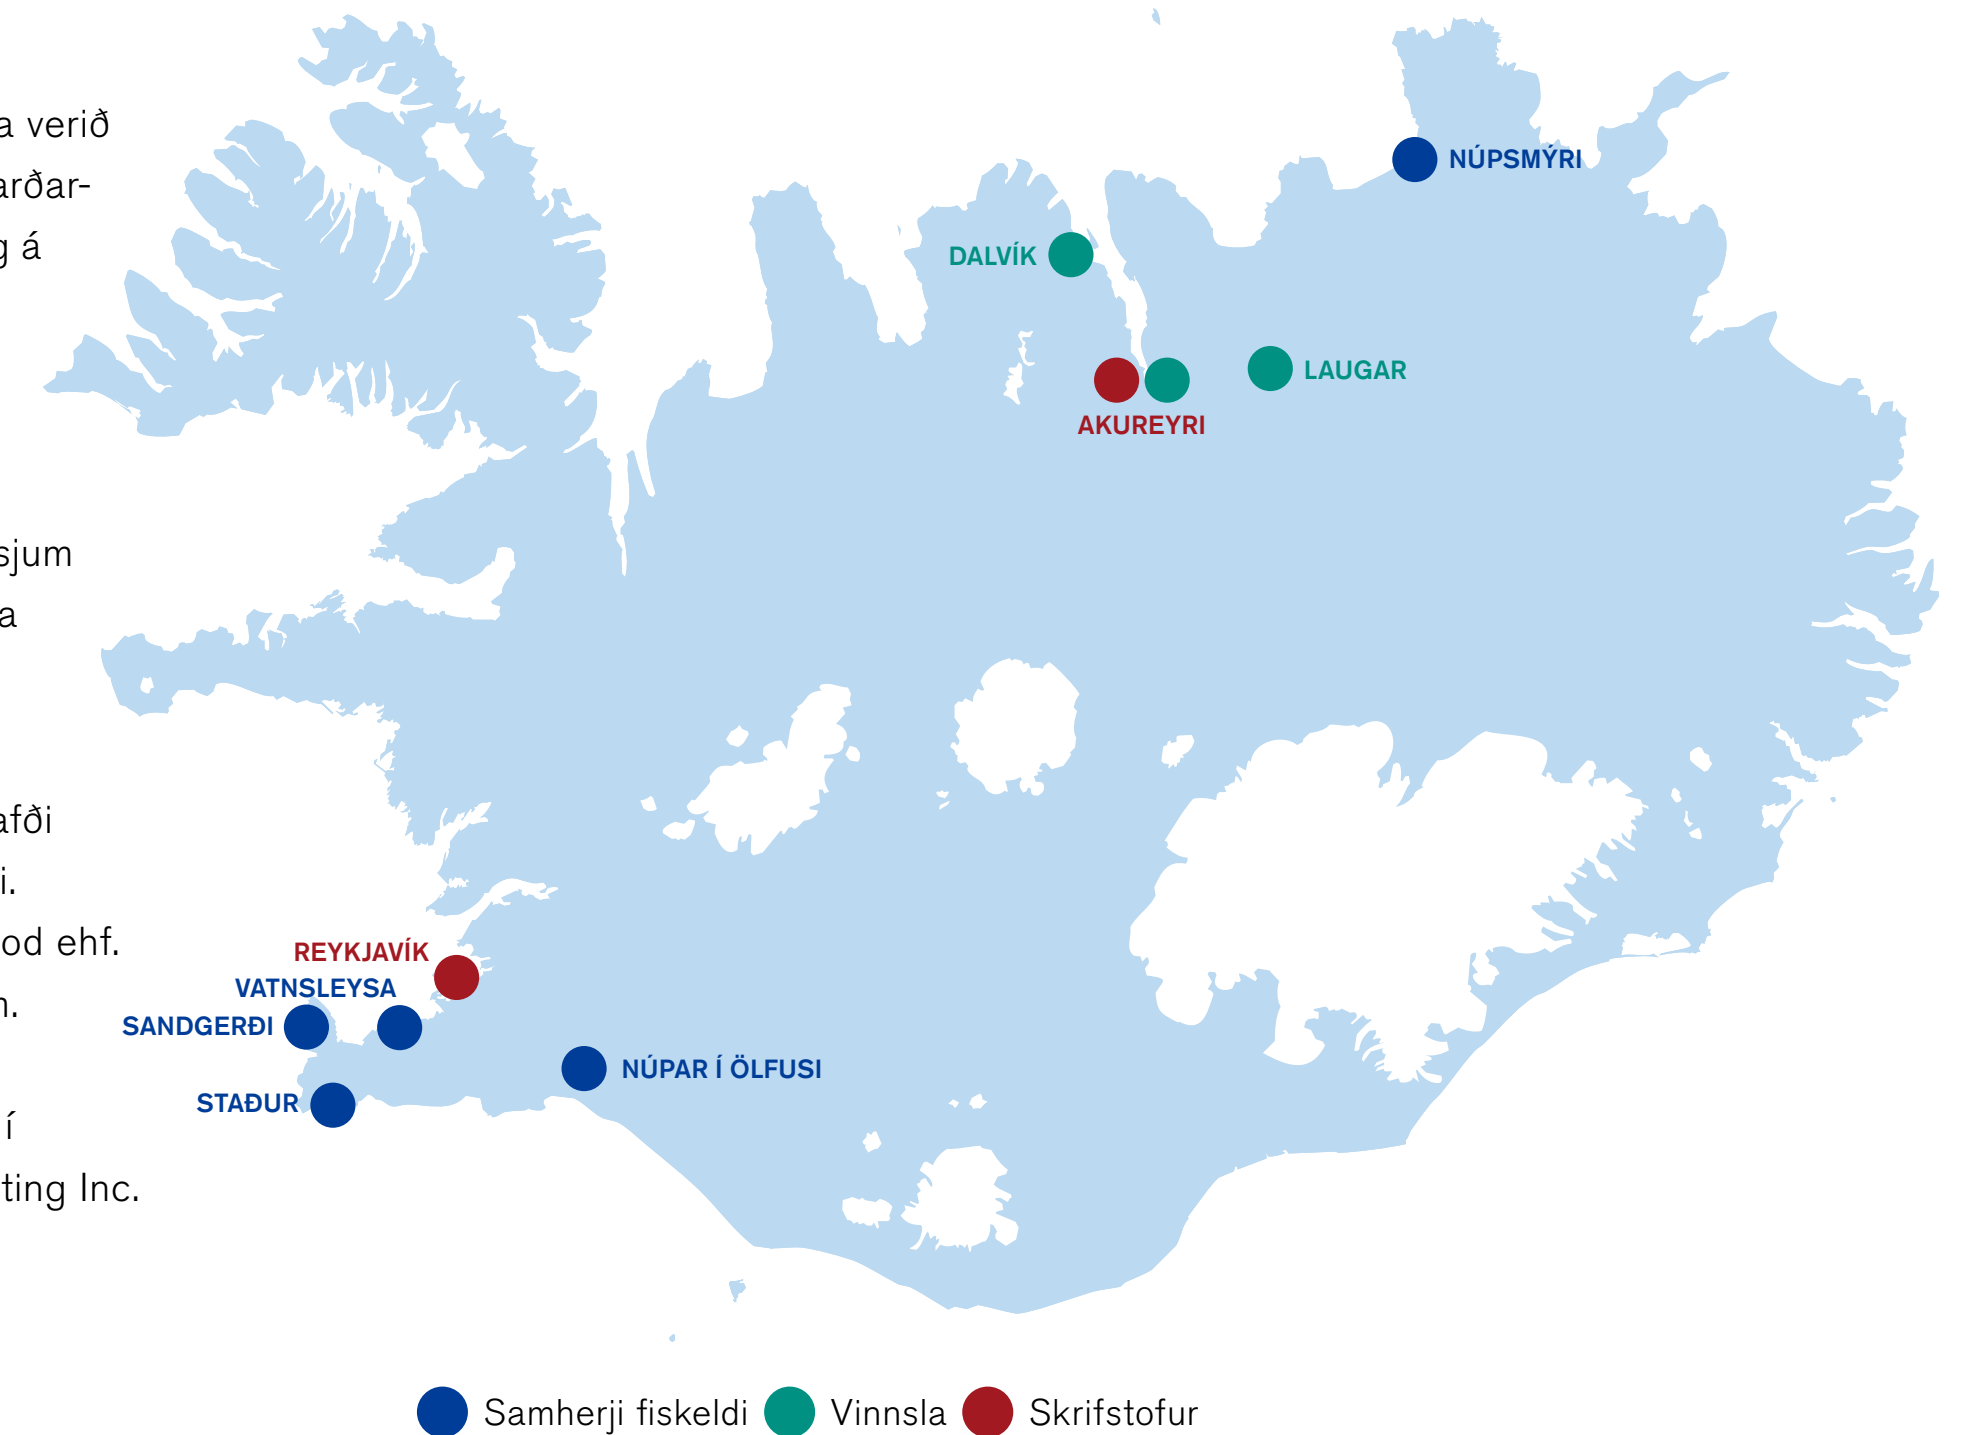 a verið
arðar-
g á
sjum
a
afði
i.
od ehf.
n.
í
ting Inc.
NÚPSMÝRI
DALVÍK
LAUGAR
AKUREYRI
REYKJAVÍK
VATNSLEYSA
SANDGERÐI
NÚPAR Í ÖLFUSI
STAÐUR
Samherji fiskeldi
Vinnsla
Skrifstofur